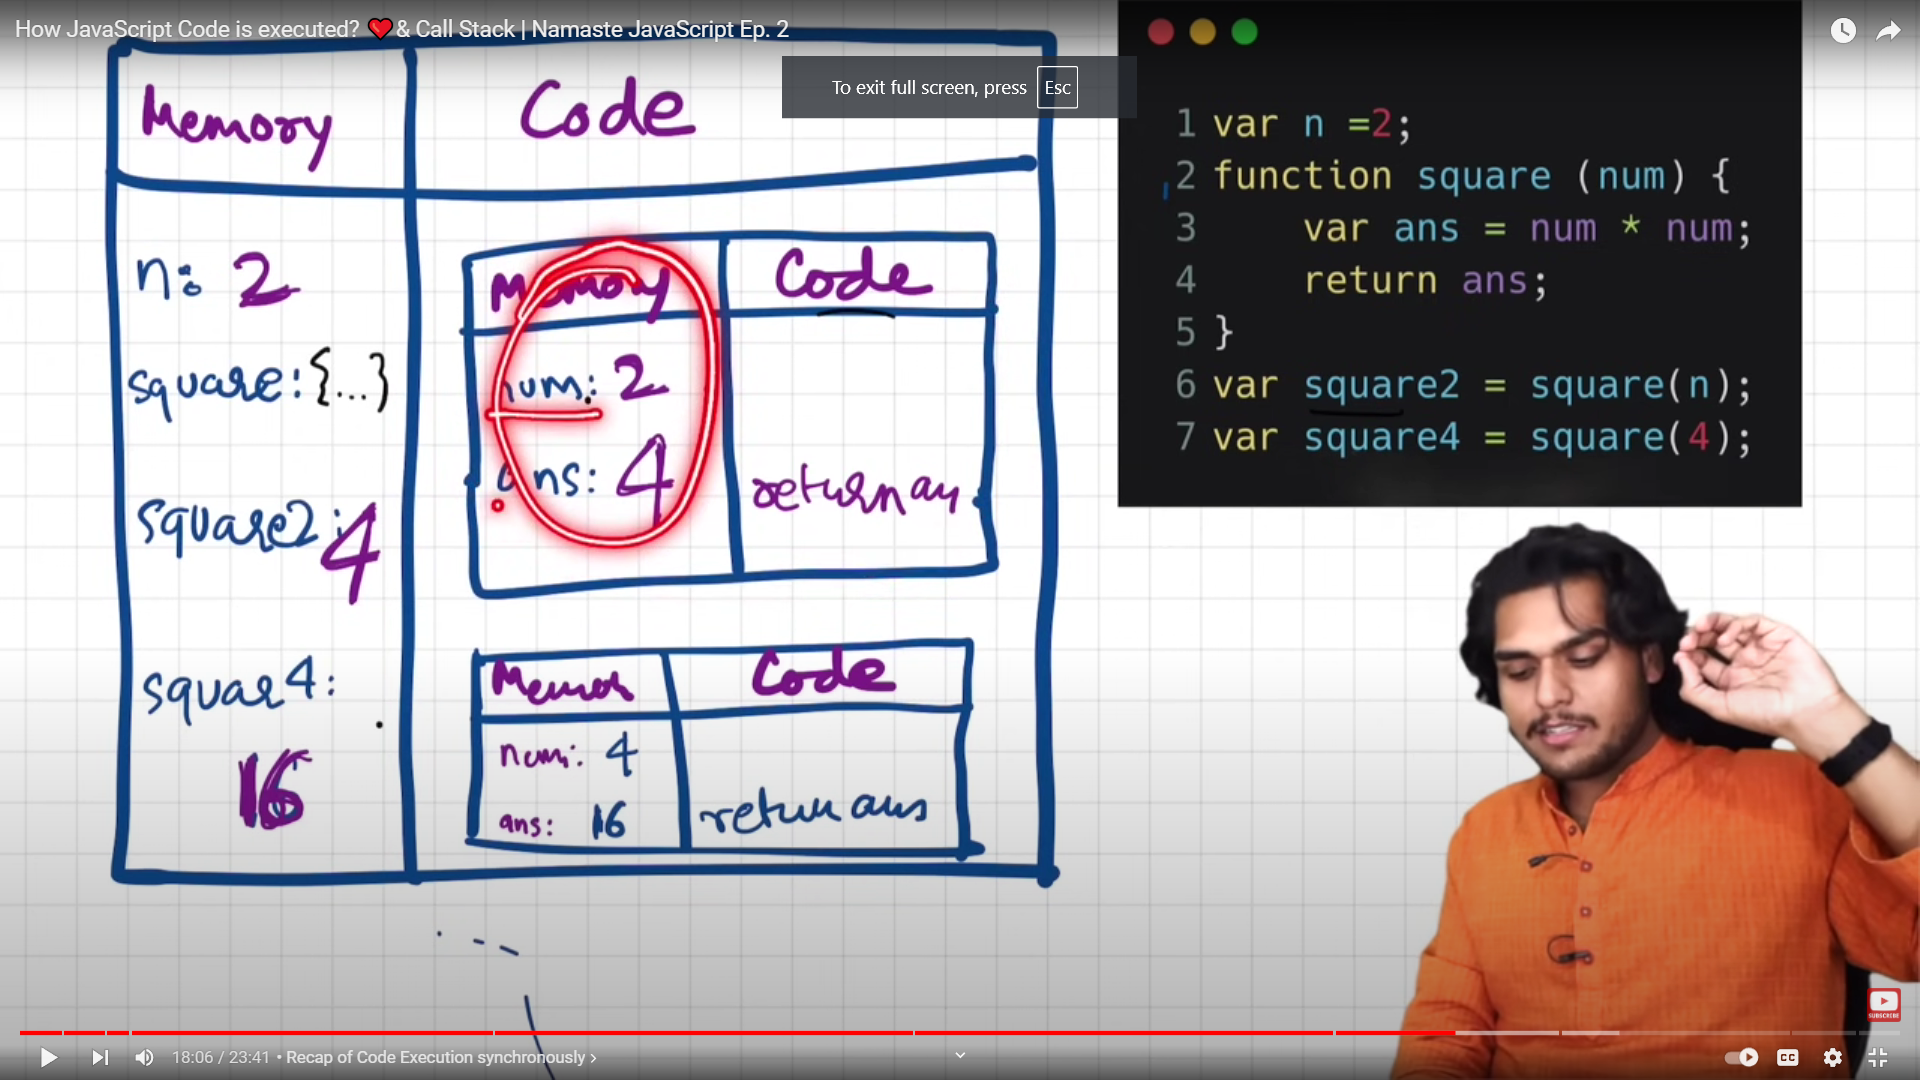 How JavaScript Code is executed? ❤️& Call Stack | Namaste JavaScript Ep. 2
To exit full screen, press Esc
Memory Code
n: 2
square: {...}
square2: 4
squar4:
16
Memory Code
num: 2
ans: 4
return an
Memor Code
num: 4
ans: 16
return ans
1 var n =2;
2 function square (num) {
3 var ans = num * num;
4 return ans;
5 }
6 var square2 = square(n);
7 var square4 = square(4);
SUBSCRIBE
18:06 / 23:41 • Recap of Code Execution synchronously ›
CC